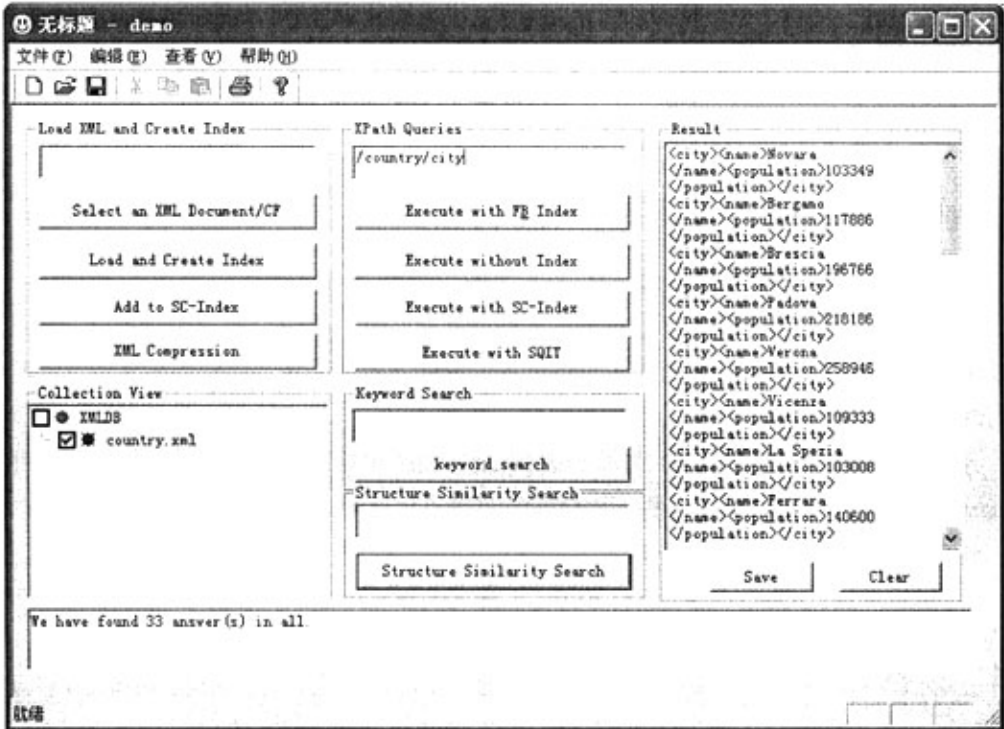 无标题 - demo
文件(F) 编辑(E) 查看(V) 帮助(H)
Load XML and Create Index
Select an XML Document/CF
Load and Create Index
Add to SC-Index
XML Compression
Collection View
XMLDB
country.xml
XPath Queries
/country/city
Execute with FB Index
Execute without Index
Execute with SC-Index
Execute with SQIT
Keyword Search
keyword search
Structure Similarity Search
Structure Similarity Search
Result
<city><name>Novara
</name><population>103349
</population></city>
<city><name>Bergamo
</name><population>117886
</population></city>
<city><name>Brescia
</name><population>196766
</population></city>
<city><name>Padova
</name><population>218186
</population></city>
<city><name>Verona
</name><population>258946
</population></city>
<city><name>Vicenza
</name><population>109333
</population></city>
<city><name>La Spezia
</name><population>103008
</population></city>
<city><name>Ferrara
</name><population>140600
</population></city>
Save Clear
We have found 33 answer(s) in all.
就绪